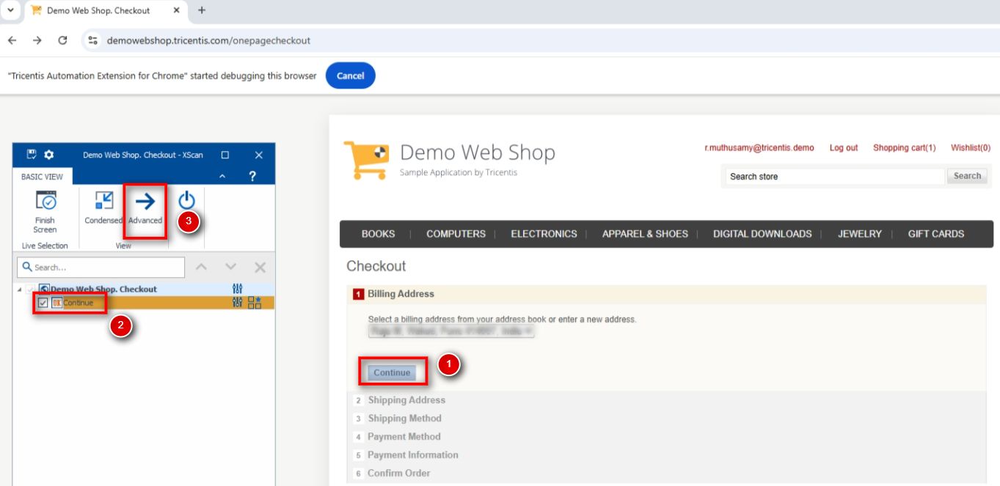 Demo Web Shop. Checkout
demowebshop.tricentis.com/onepagecheckout
"Tricentis Automation Extension for Chrome" started debugging this browser
Cancel
Demo Web Shop. Checkout - XScan
BASIC VIEW
?
Finish Screen
Condensed
Advanced
3
Live Selection
View
Search...
Demo Web Shop. Checkout
OK Continue
2
Demo Web Shop
Sample Application by Tricentis
r.muthusamy@tricentis.demo Log out Shopping cart(1) Wishlist(0)
Search store
Search
BOOKS | COMPUTERS | ELECTRONICS | APPAREL & SHOES | DIGITAL DOWNLOADS | JEWELRY | GIFT CARDS
Checkout
1 Billing Address
Select a billing address from your address book or enter a new address.
Continue
1
2 Shipping Address
3 Shipping Method
4 Payment Method
5 Payment Information
6 Confirm Order